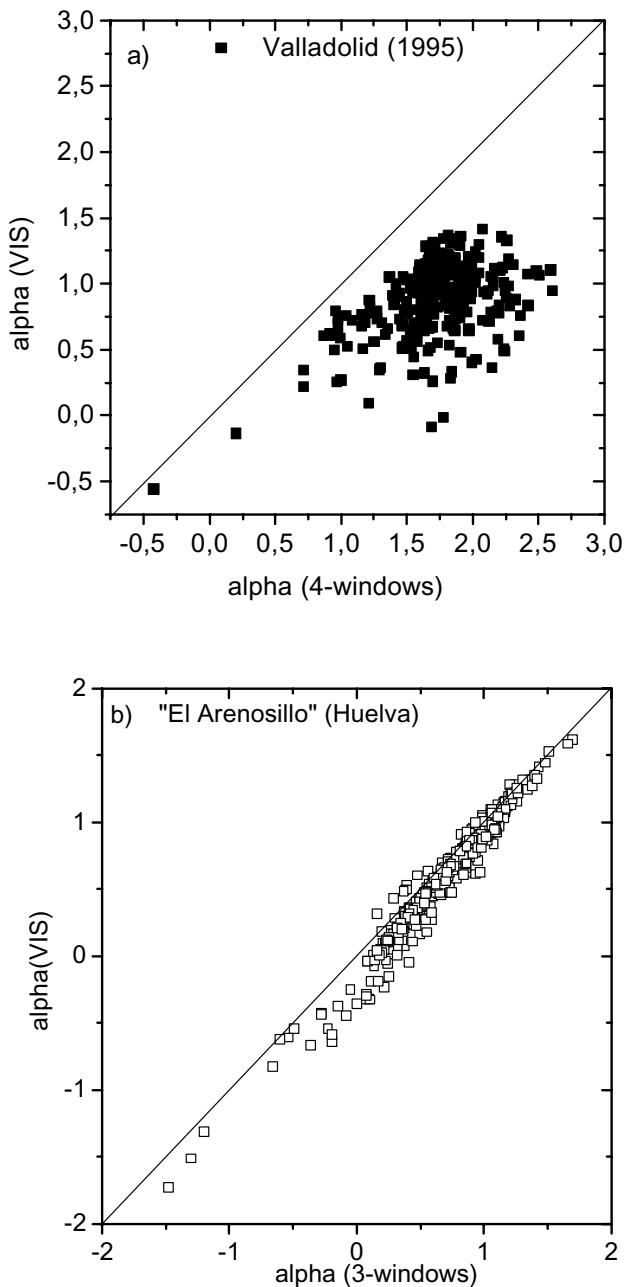 a)
Valladolid (1995)
3,0
2,5
2,0
1,5
1,0
0,5
0,0
-0,5
alpha (VIS)
-0,5 0,0 0,5 1,0 1,5 2,0 2,5 3,0
alpha (4-windows)
b) "El Arenosillo" (Huelva)
2
1
0
-1
-2
alpha(VIS)
-2 -1 0 1 2
alpha (3-windows)